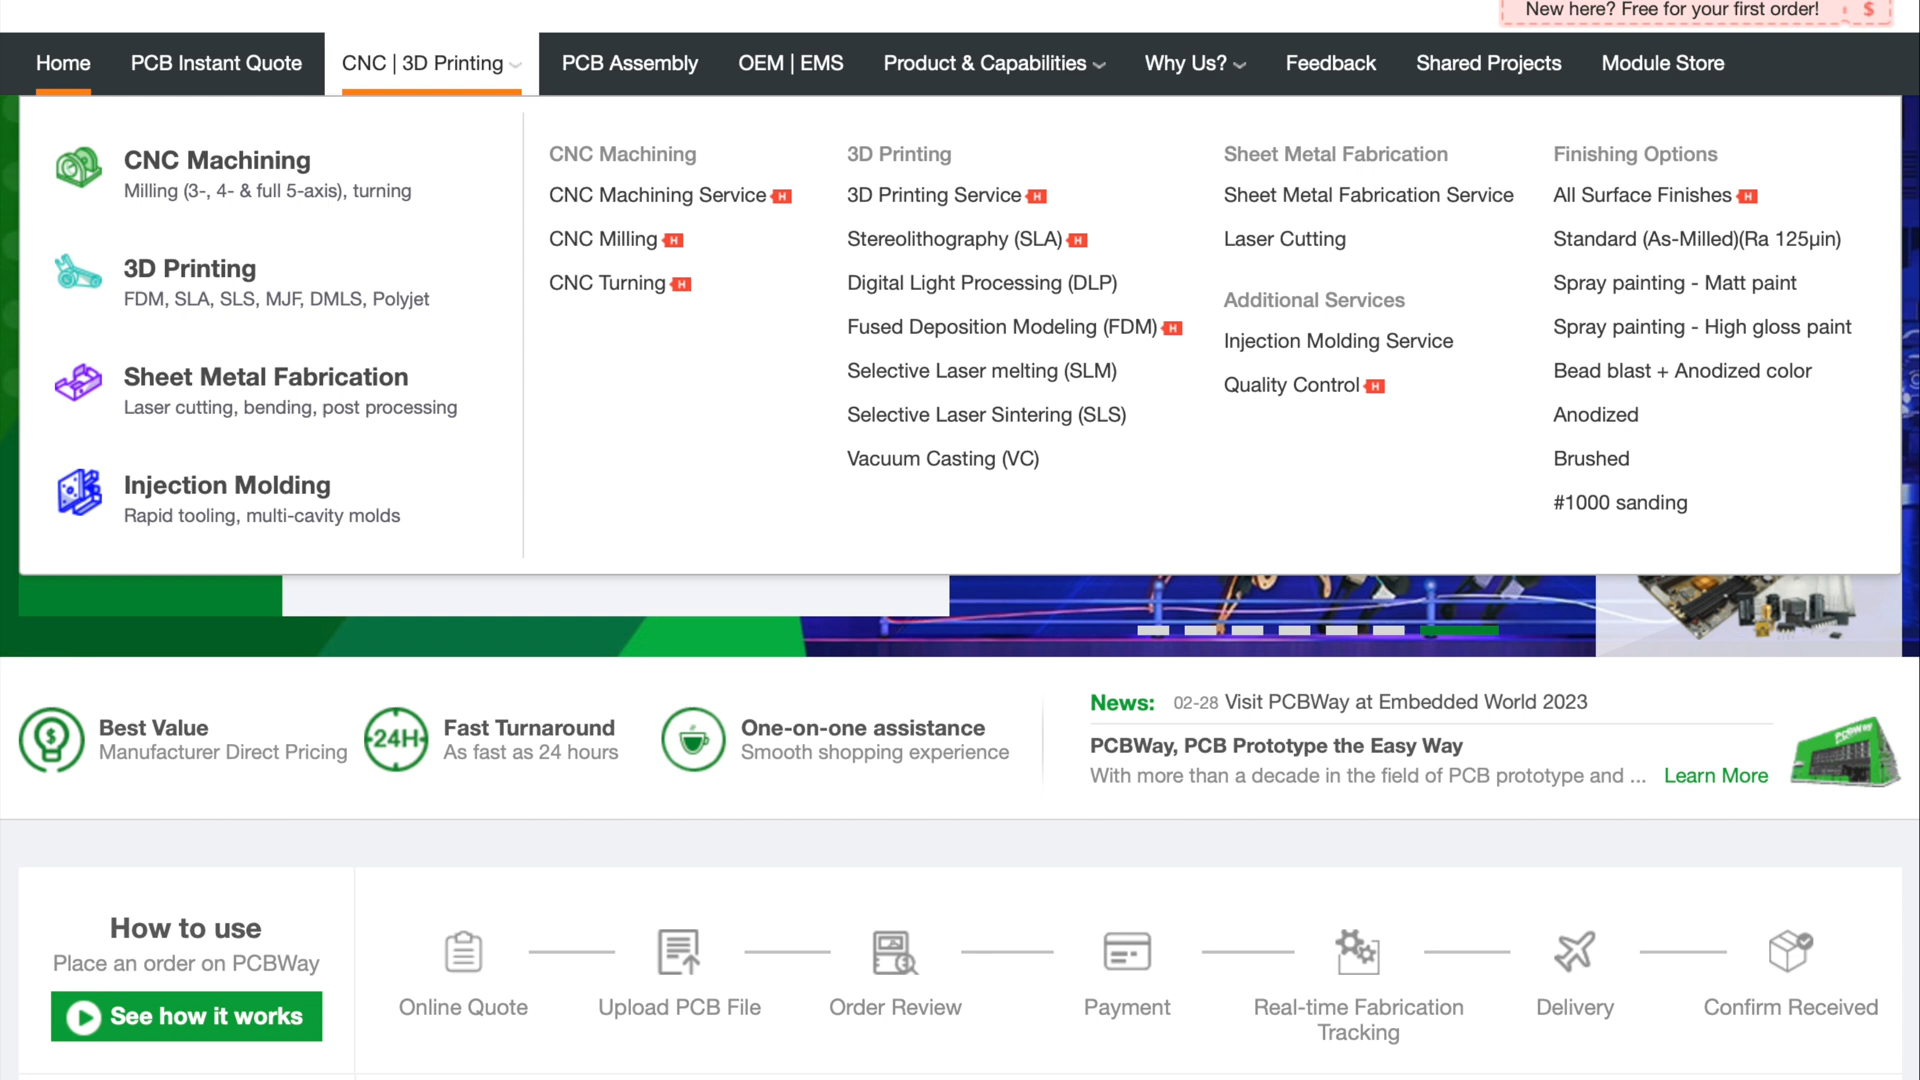 New here? Free for your first order! $
Home PCB Instant Quote CNC | 3D Printing PCB Assembly OEM | EMS Product & Capabilities Why Us? Feedback Shared Projects Module Store
CNC Machining
Milling (3-, 4- & full 5-axis), turning
3D Printing
FDM, SLA, SLS, MJF, DMLS, Polyjet
Sheet Metal Fabrication
Laser cutting, bending, post processing
Injection Molding
Rapid tooling, multi-cavity molds
CNC Machining
CNC Machining Service H
CNC Milling H
CNC Turning H
3D Printing
3D Printing Service H
Stereolithography (SLA) H
Digital Light Processing (DLP)
Fused Deposition Modeling (FDM) H
Selective Laser melting (SLM)
Selective Laser Sintering (SLS)
Vacuum Casting (VC)
Sheet Metal Fabrication
Sheet Metal Fabrication Service
Laser Cutting
Additional Services
Injection Molding Service
Quality Control H
Finishing Options
All Surface Finishes H
Standard (As-Milled)(Ra 125µin)
Spray painting - Matt paint
Spray painting - High gloss paint
Bead blast + Anodized color
Anodized
Brushed
#1000 sanding
Best Value
Manufacturer Direct Pricing
24H
Fast Turnaround
As fast as 24 hours
One-on-one assistance
Smooth shopping experience
News: 02-28 Visit PCBWay at Embedded World 2023
PCBWay, PCB Prototype the Easy Way
With more than a decade in the field of PCB prototype and ... Learn More
PCBWay
How to use
Place an order on PCBWay
See how it works
Online Quote
Upload PCB File
Order Review
Payment
Real-time Fabrication
Tracking
Delivery
Confirm Received